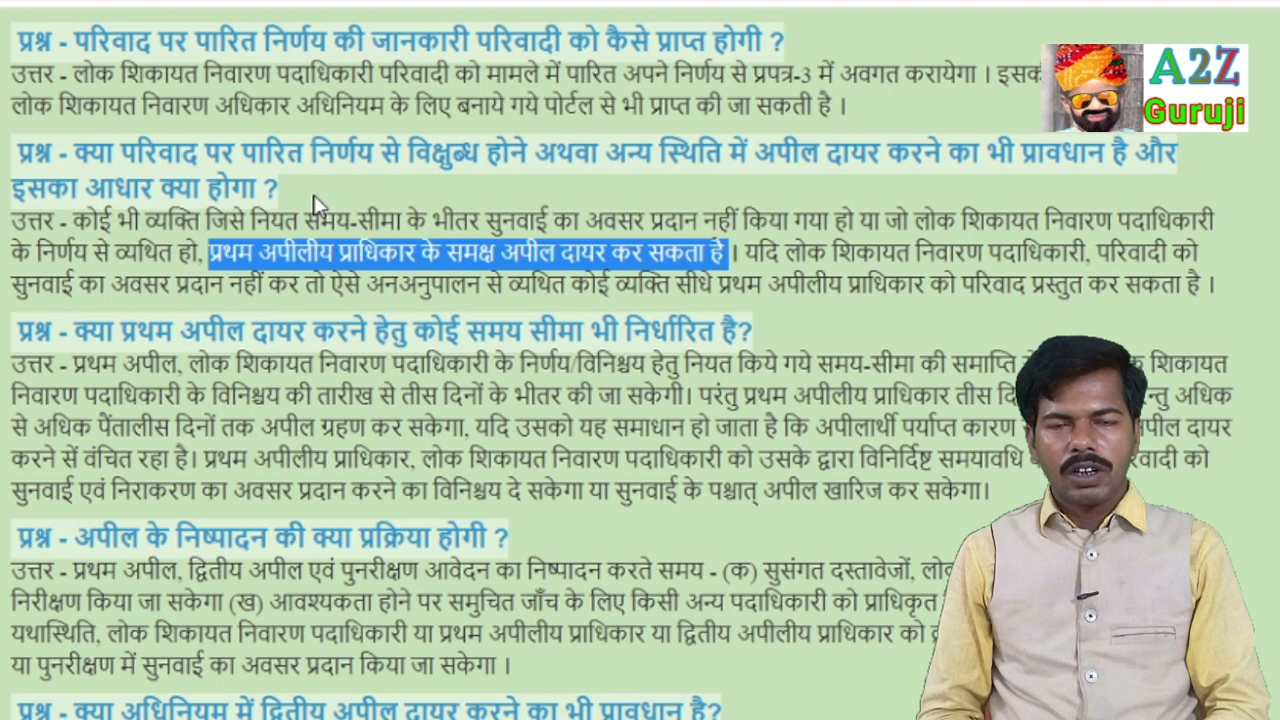 प्रश्न - परिवाद पर पारित निर्णय की जानकारी परिवादी को कैसे प्राप्त होगी ?
उत्तर - लोक शिकायत निवारण पदाधिकारी परिवादी को मामले में पारित अपने निर्णय से प्रपत्र-3 में अवगत करायेगा ।
लोक शिकायत निवारण अधिकार अधिनियम के लिए बनाये गये पोर्टल से भी प्राप्त की जा सकती है ।
A2Z
Guruji
प्रश्न - क्या परिवाद पर पारित निर्णय से विक्षुब्ध होने अथवा अन्य स्थिति में अपील दायर करने का भी प्रावधान है और
इसका आधार क्या होगा ?
उत्तर - कोई भी व्यक्ति जिसे नियत समय-सीमा के भीतर सुनवाई का अवसर प्रदान नहीं किया गया हो या जो लोक शिकायत निवारण पदाधिकारी
के निर्णय से व्यथित हो, प्रथम अपीलीय प्राधिकार के समक्ष अपील दायर कर सकता है । यदि लोक शिकायत निवारण पदाधिकारी, परिवादी को
सुनवाई का अवसर प्रदान नहीं कर तो ऐसे अनअनुपालन से व्यथित कोई व्यक्ति सीधे प्रथम अपीलीय प्राधिकार को परिवाद प्रस्तुत कर सकता है ।
प्रश्न - क्या प्रथम अपील दायर करने हेतु कोई समय सीमा भी निर्धारित है?
उत्तर - प्रथम अपील, लोक शिकायत निवारण पदाधिकारी के निर्णय/विनिश्चय हेतु नियत किये गये समय-सीमा की समाप्ति शिकायत
निवारण पदाधिकारी के विनिश्चय की तारीख से तीस दिनों के भीतर की जा सकेगी। परंतु प्रथम अपीलीय प्राधिकार तीस अधिक
से अधिक पैंतालीस दिनों तक अपील ग्रहण कर सकेगा, यदि उसको यह समाधान हो जाता है कि अपीलार्थी पर्याप्त कारण दायर
करने सें वंचित रहा है। प्रथम अपीलीय प्राधिकार, लोक शिकायत निवारण पदाधिकारी को उसके द्वारा विनिर्दिष्ट समयावधि को
सुनवाई एवं निराकरण का अवसर प्रदान करने का विनिश्चय दे सकेगा या सुनवाई के पश्चात् अपील खारिज कर सकेगा।
प्रश्न - अपील के निष्पादन की क्या प्रक्रिया होगी ?
उत्तर - प्रथम अपील, द्वितीय अपील एवं पुनरीक्षण आवेदन का निष्पादन करते समय - (क) सुसंगत दस्तावेजों,
निरीक्षण किया जा सकेगा (ख) आवश्यकता होने पर समुचित जाँच के लिए किसी अन्य पदाधिकारी को प्राधिकृत
यथास्थिति, लोक शिकायत निवारण पदाधिकारी या प्रथम अपीलीय प्राधिकार या द्वितीय अपीलीय प्राधिकार को
या पुनरीक्षण में सुनवाई का अवसर प्रदान किया जा सकेगा ।
प्रश्न - क्या अधिनियम में द्वितीय अपील दायर करने का भी प्रावधान है?